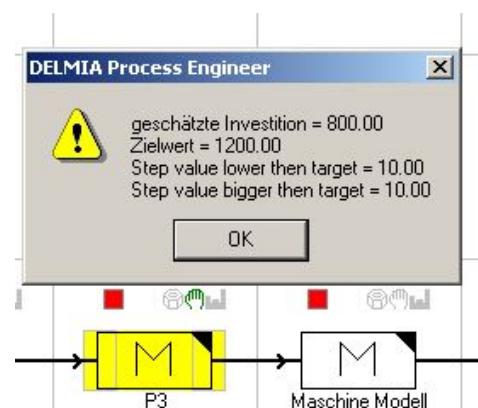 DELMIA Process Engineer
geschätzte Investition = 800.00
Zielwert = 1200.00
Step value lower then target = 10.00
Step value bigger then target = 10.00
OK
M M
P3 Maschine Modell